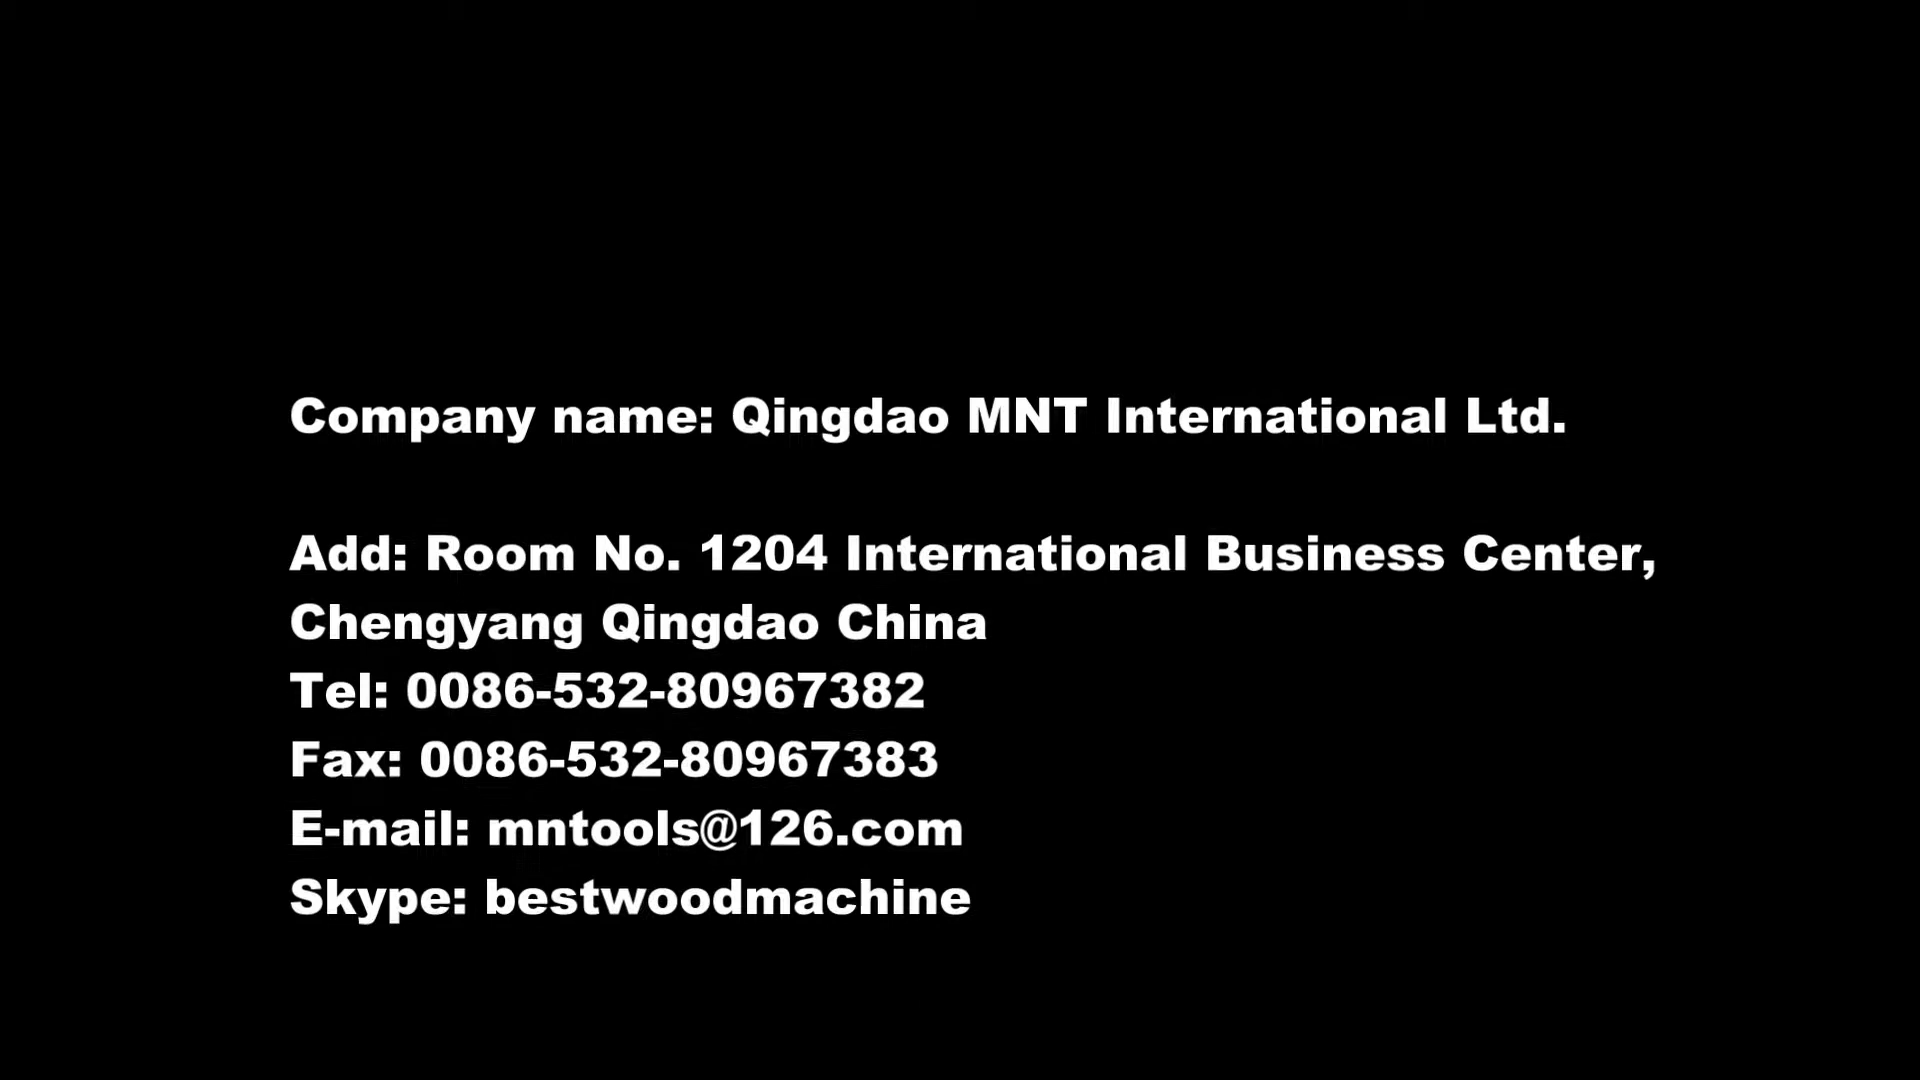 Company name: Qingdao MNT International Ltd.
Add: Room No. 1204 International Business Center,
Chengyang Qingdao China
Tel: 0086-532-80967382
Fax: 0086-532-80967383
E-mail: mntools@126.com
Skype: bestwoodmachine